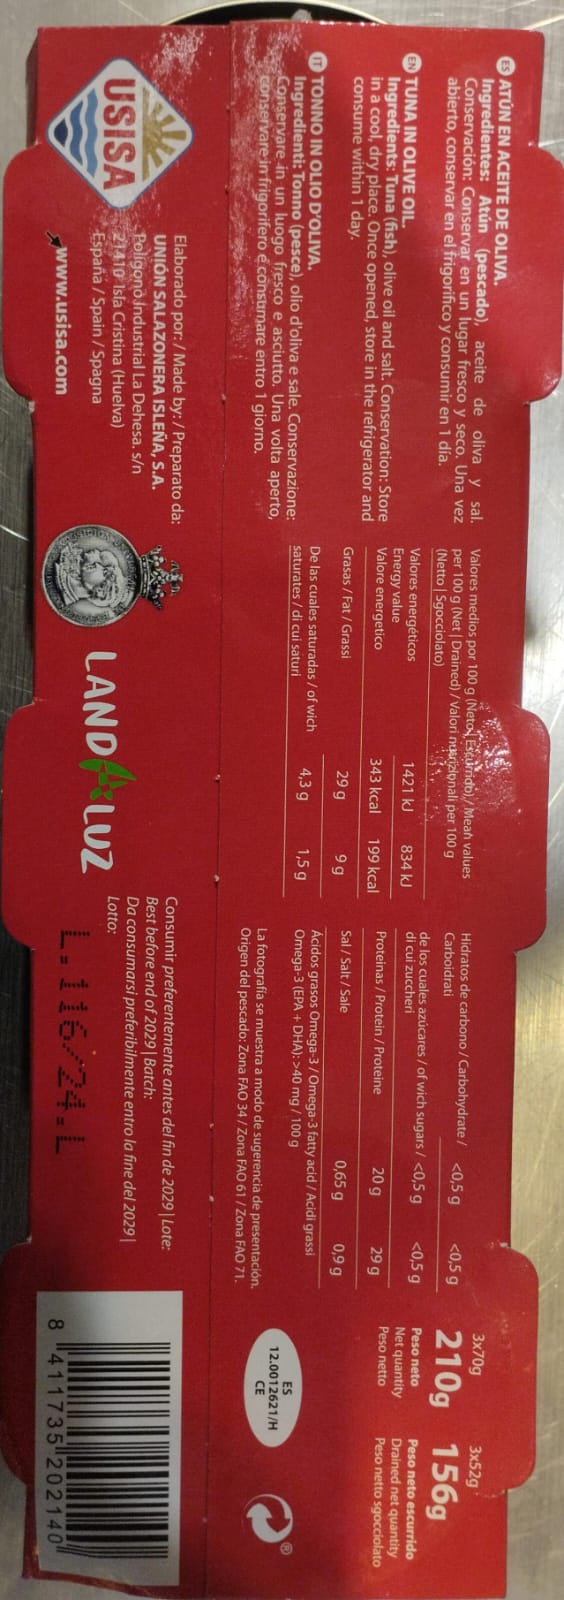 ES ATÚN EN ACEITE DE OLIVA.
Ingredientes: Atún (pescado), aceite de oliva y sal.
Conservación: Conservar en un lugar fresco y seco. Una vez
abierto, conservar en el frigorífico y consumir en 1 día.
EN TUNA IN OLIVE OIL.
Ingredients: Tuna (fish), olive oil and salt. Conservation: Store
in a cool, dry place. Once opened, store in the refrigerator and
consume within 1 day.
IT TONNO IN OLIO D'OLIVA.
Ingredienti: Tonno (pesce), olio d'oliva e sale. Conservazione:
Conservare in un luogo fresco e asciutto. Una volta aperto,
conservare in frigorifero e consumare entro 1 giorno.
Valores medios por 100 g (Neto| Escurrido) / Mean values
per 100 g (Net | Drained) / Valori nutrizionali per 100 g
(Netto | Sgocciolato)
Valores energéticos 1421 kJ 834 kJ
Energy value
Valore energetico 343 kcal 199 kcal
Grasas / Fat / Grassi 29 g 9 g
De las cuales saturadas / of wich
saturates / di cui saturi 4,3 g 1,5 g
Hidratos de carbono / Carbohydrate /
Carboidrati <0,5 g <0,5 g
de los cuales azúcares / of wich sugars /
di cui zuccheri <0,5 g <0,5 g
Proteinas / Protein / Proteine 20 g 29 g
Sal / Salt / Sale 0,65 g 0,9 g
Ácidos grasos Omega-3 / Omega-3 fatty acid / Acidi grassi
Omega-3 (EPA + DHA): >40 mg / 100 g
La fotografía se muestra a modo de sugerencia de presentación.
Origen del pescado: Zona FAO 34 / Zona FAO 61 / Zona FAO 71.
3x70g 3x52g
210g 156g
Peso neto Peso neto escurrido
Net quantity Drained net quantity
Peso netto Peso netto sgocciolato
ES
12.0012621/H
CE
®
USISA
Elaborado por: / Made by: / Preparato da:
UNIÓN SALAZONERA ISLEÑA, S.A.
Polígono Industrial La Dehesa. s/n
21410 Isla Cristina (Huelva)
España / Spain / Spagna
www.usisa.com
LANDALUZ
Consumir preferentemente antes del fin de 2029| Lote:
Best before end of 2029 | Batch:
Da consumarsi preferibilmente entro la fine del 2029|
Lotto:
L-116/24-L
8 411735 202140